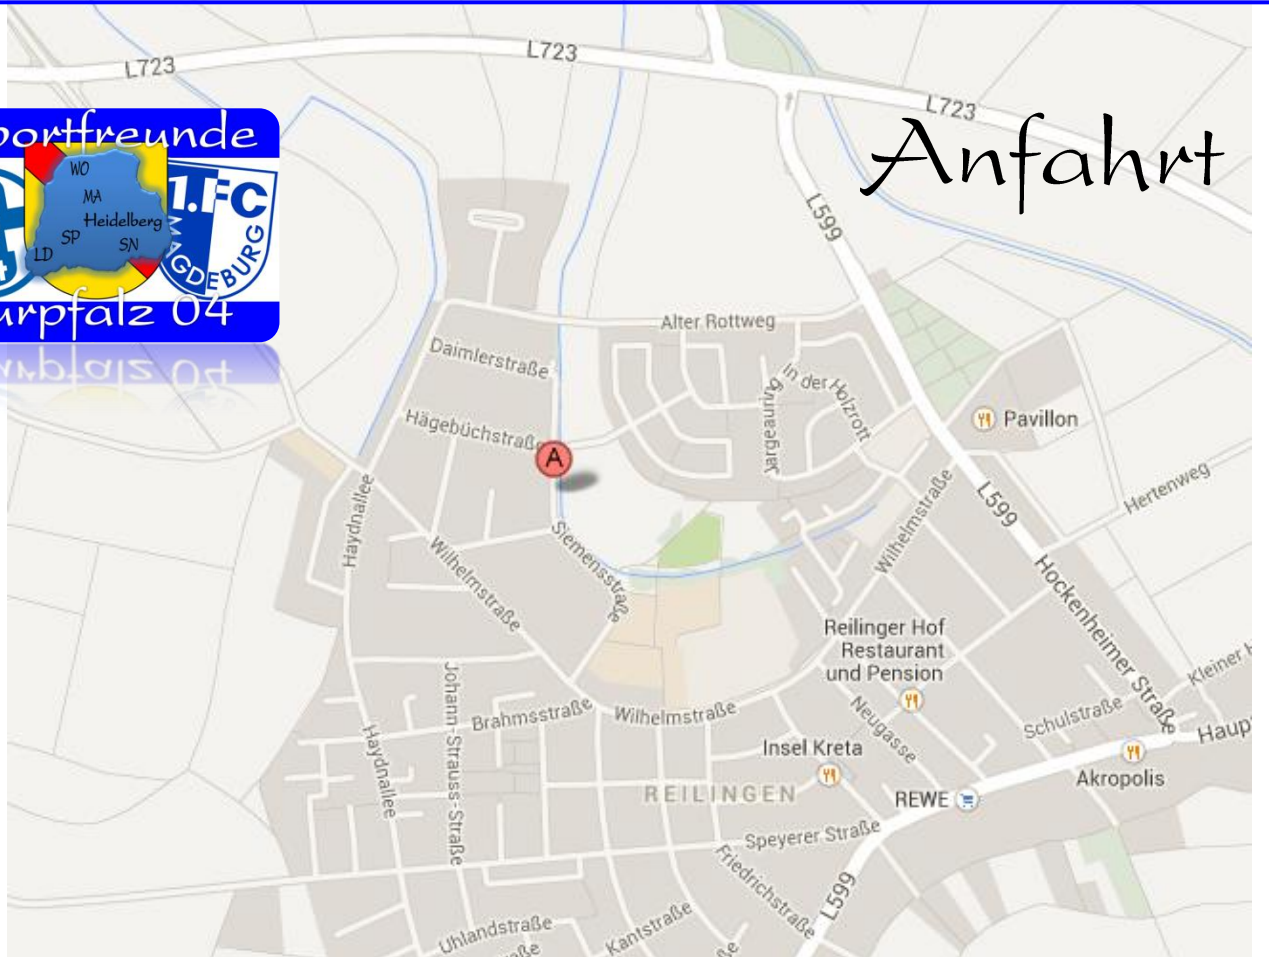 L723
L723
L723
Anfahrt
portfreunde
WO
MA
Heidelberg
SP
SN
LD
1.FC
MAGDEBURG
urpfalz 04
L599
Alter Rottweg
Daimlerstraße
In der Holzrott
Jargeauring
Hägebüchstraße
A
Pavillon
Hertenweg
L599
Haydnallee
Wilhelmstraße
Siemensstraße
Wilhelmstraße
Hockenheimer Straße
Reilinger Hof
Restaurant
und Pension
Kleiner
Johann-Strauss-Straße
Brahmsstraße
Wilhelmstraße
Neugasse
Schulstraße
Haup
Haydnallee
Insel Kreta
Akropolis
REILINGEN
REWE
Speyerer Straße
Friedrichstraße
L599
Uhlandstraße
Kantstraße
aße